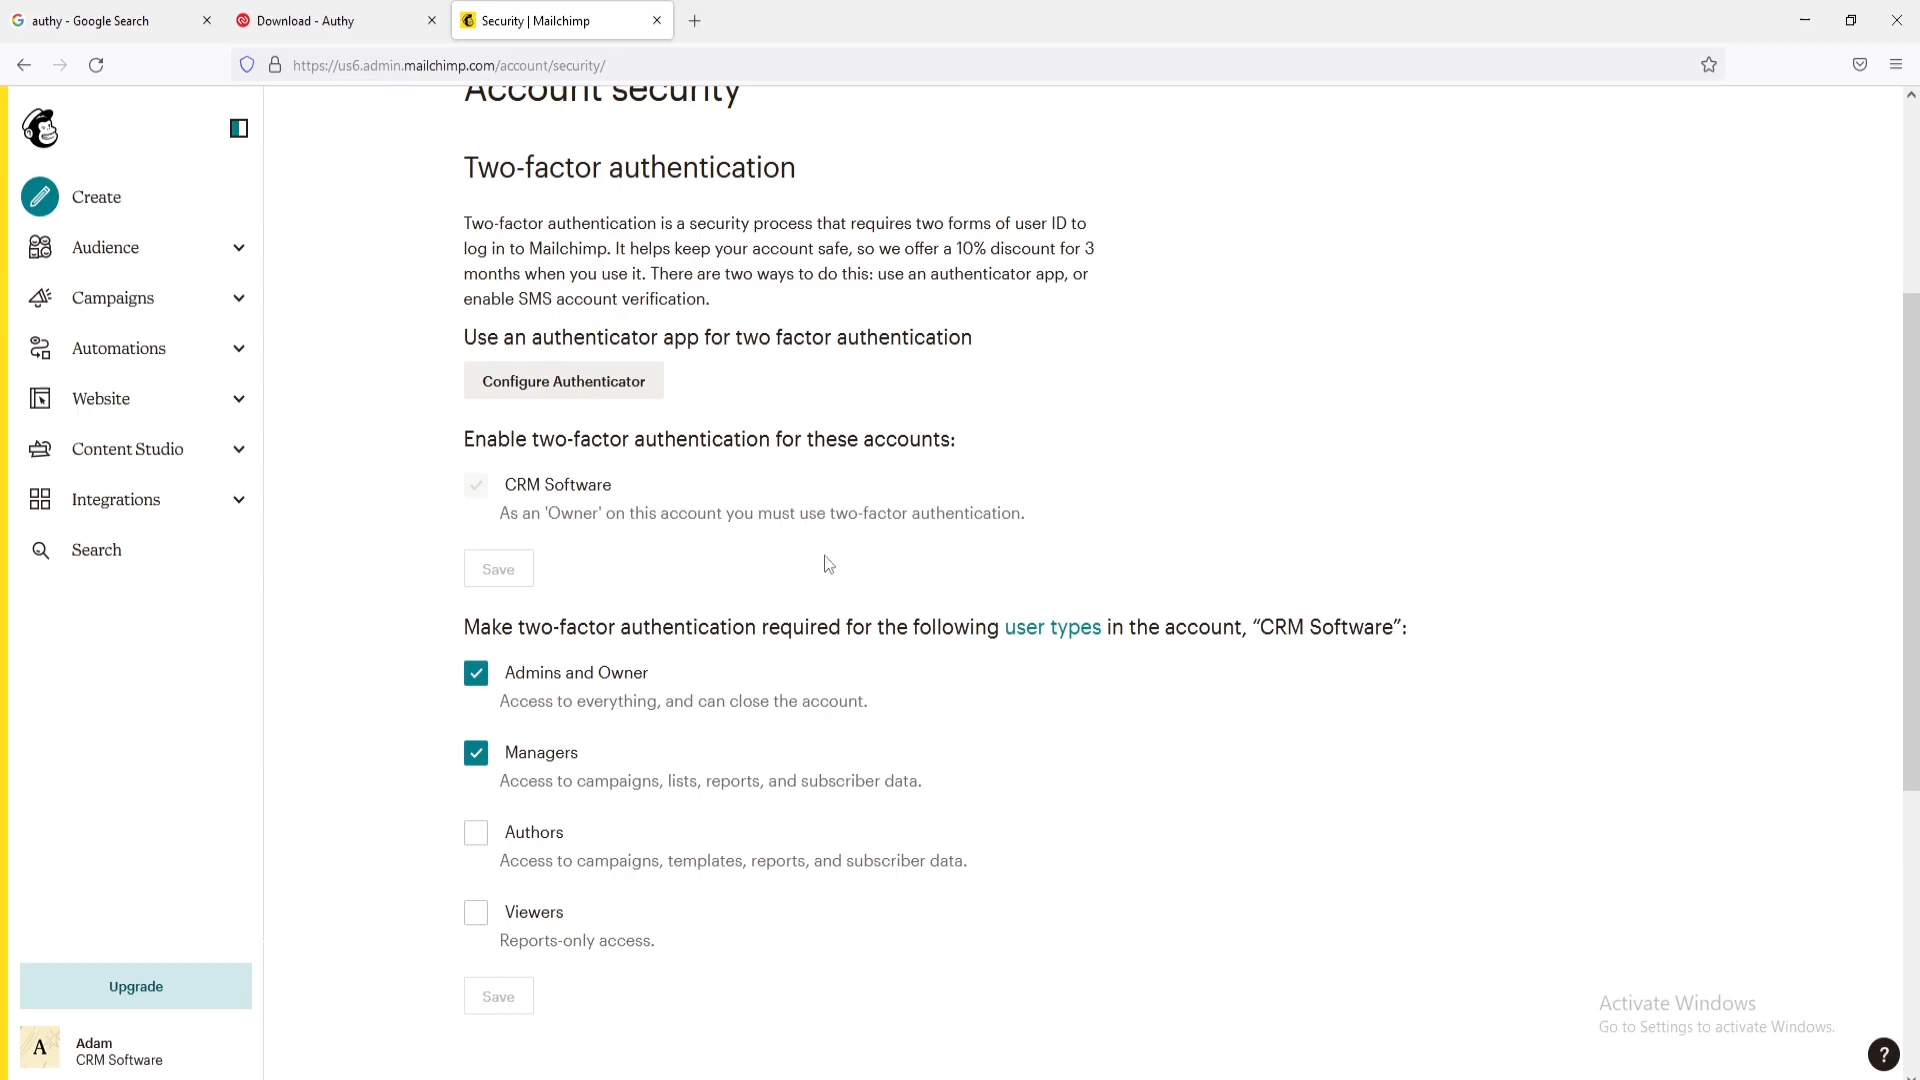 authy - Google Search
Download - Authy
Security | Mailchimp
https://us6.admin.mailchimp.com/account/security/
Account security
Create
Audience
Campaigns
Automations
Website
Content Studio
Integrations
Search
Upgrade
A
Adam
CRM Software
Two-factor authentication
Two-factor authentication is a security process that requires two forms of user ID to
log in to Mailchimp. It helps keep your account safe, so we offer a 10% discount for 3
months when you use it. There are two ways to do this: use an authenticator app, or
enable SMS account verification.
Use an authenticator app for two factor authentication
Configure Authenticator
Enable two-factor authentication for these accounts:
CRM Software
As an 'Owner' on this account you must use two-factor authentication.
Save
Make two-factor authentication required for the following user types in the account, “CRM Software”:
Admins and Owner
Access to everything, and can close the account.
Managers
Access to campaigns, lists, reports, and subscriber data.
Authors
Access to campaigns, templates, reports, and subscriber data.
Viewers
Reports-only access.
Save
Activate Windows
Go to Settings to activate Windows.
?